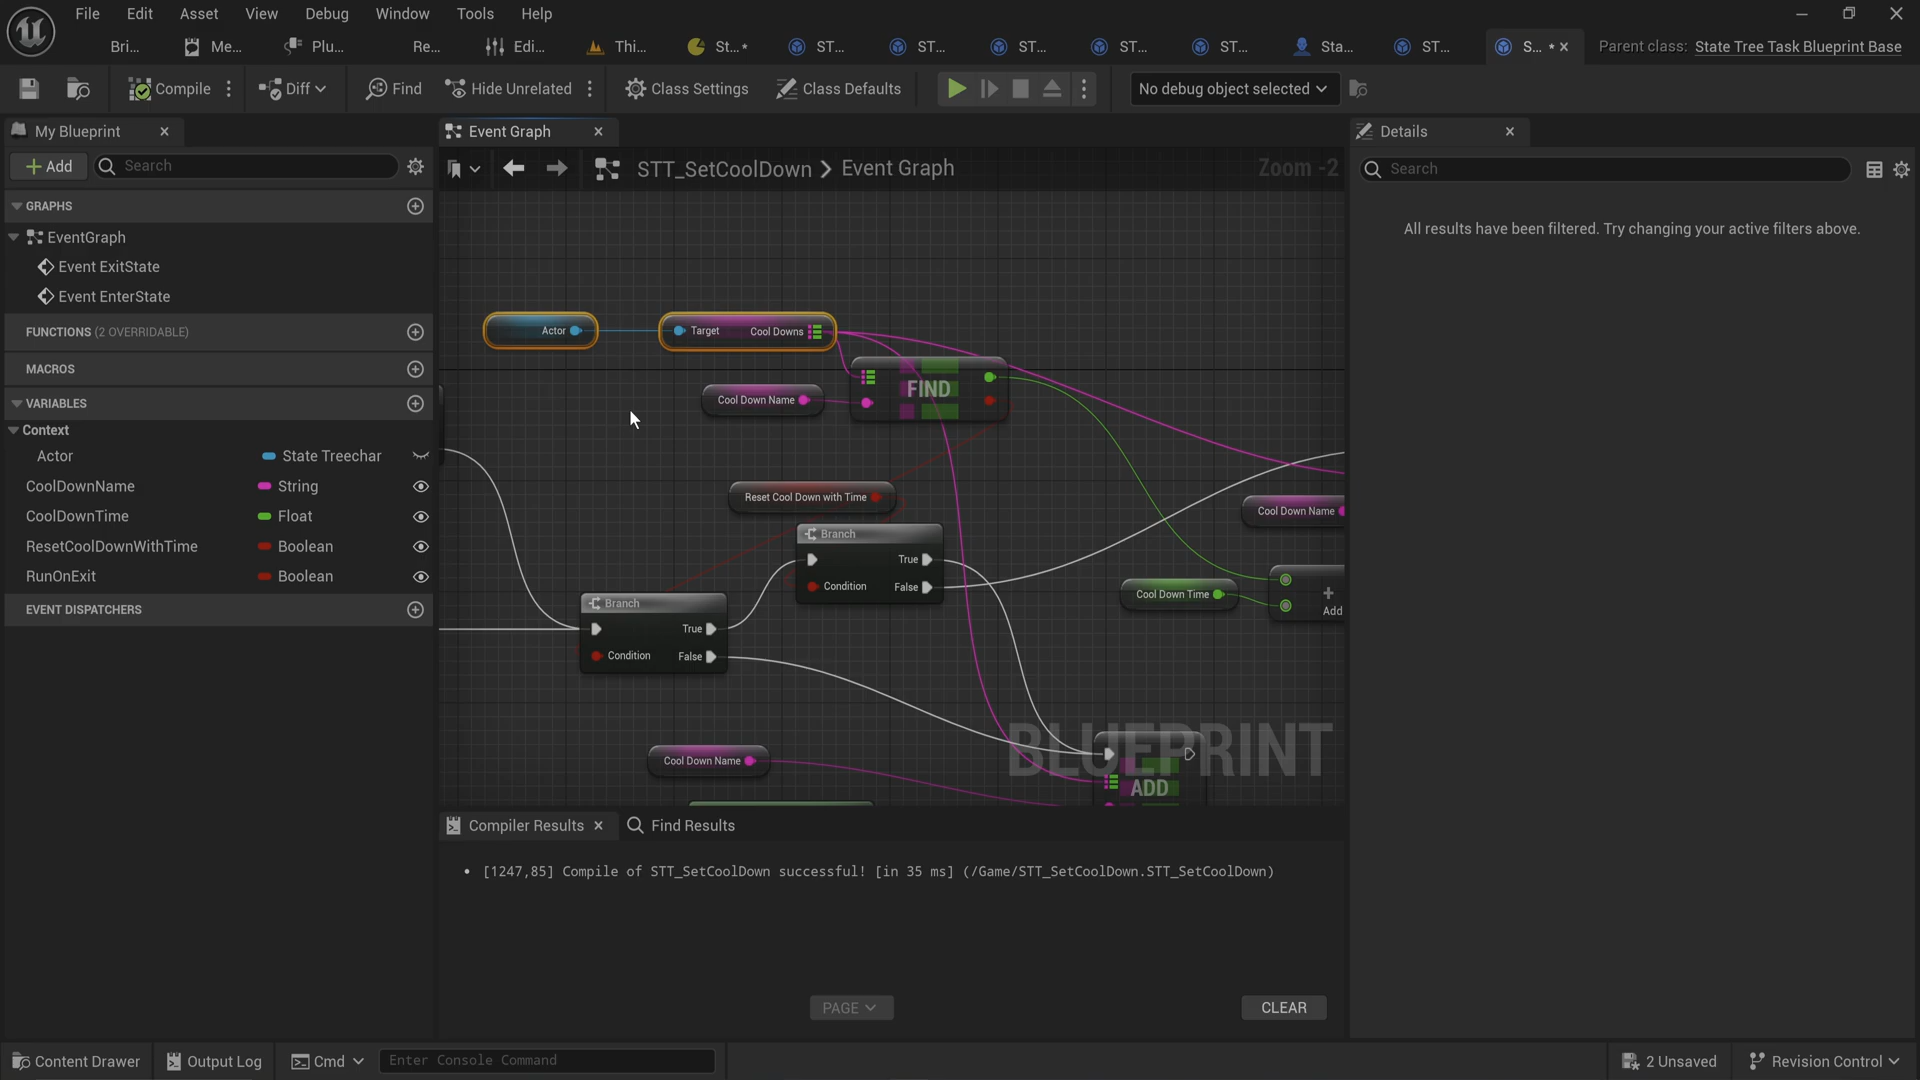 File Edit Asset View Debug Window Tools Help
Bri... Me... Plu... Re... Edi... Thi... St...* ST... ST... ST... ST... ST... Sta... ST... S... * Parent class: State Tree Task Blueprint Base
Compile Diff Find Hide Unrelated Class Settings Class Defaults No debug object selected
My Blueprint
Event Graph
Details
Add Search
STT_SetCoolDown > Event Graph Zoom -2
Search
GRAPHS
EventGraph
Event ExitState
Event EnterState
FUNCTIONS (2 OVERRIDABLE)
MACROS
VARIABLES
Context
Actor State Treechar
CoolDownName String
CoolDownTime Float
ResetCoolDownWithTime Boolean
RunOnExit Boolean
EVENT DISPATCHERS
All results have been filtered. Try changing your active filters above.
Actor
Target Cool Downs
FIND
Cool Down Name
Reset Cool Down with Time
Cool Down Name
Branch
True
Condition False
Cool Down Time
Add
Branch
True
Condition False
Cool Down Name
ADD
BLUEPRINT
Compiler Results Find Results
• [1247,85] Compile of STT_SetCoolDown successful! [in 35 ms] (/Game/STT_SetCoolDown.STT_SetCoolDown)
PAGE CLEAR
Content Drawer Output Log Cmd Enter Console Command 2 Unsaved Revision Control